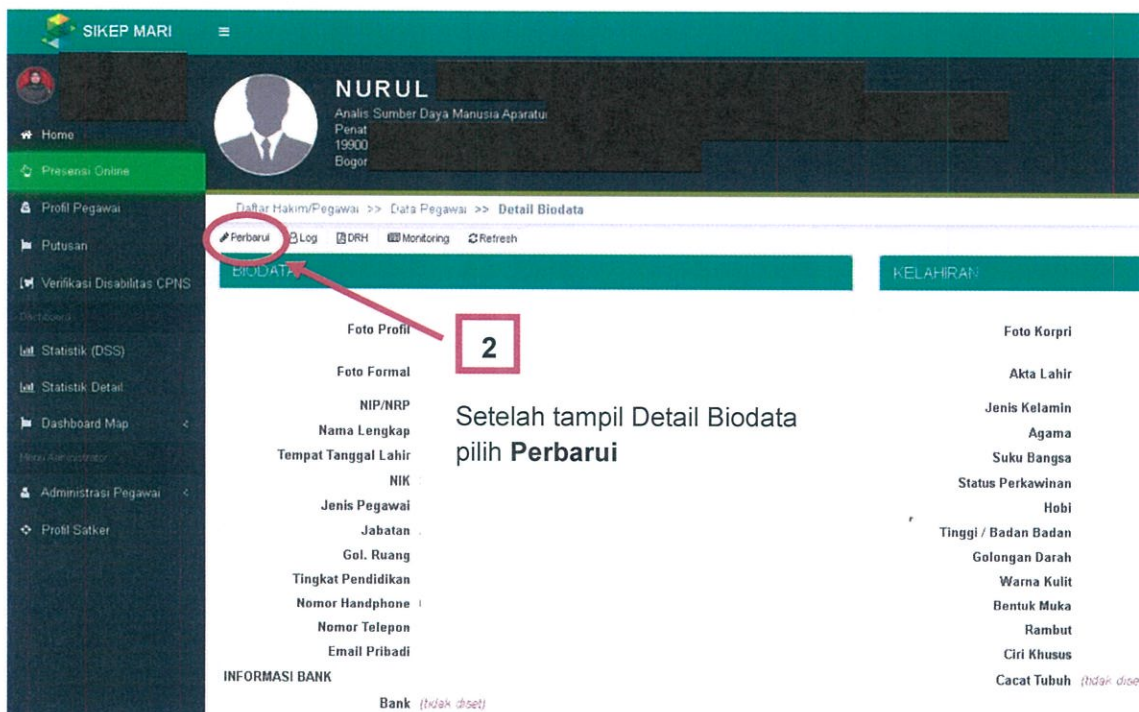 SIKEP MARI
NURUL
Analis Sumber Daya Manusia Aparatur
Penat
19900
Bogor
Home
Presensi Online
Profil Pegawai
Putusan
Verifikasi Disabilitas CPNS
Dashboard
Statistik (DSS)
Statistik Detail
Dashboard Map
Menu Administrator
Administrasi Pegawai
Profil Satker
Daftar Hakim/Pegawai >> Data Pegawai >> Detail Biodata
Perbarui Log DRH Monitoring Refresh
BIODATA
Foto Profil
Foto Formal
NIP/NRP
Nama Lengkap
Tempat Tanggal Lahir
NIK
Jenis Pegawai
Jabatan
Gol. Ruang
Tingkat Pendidikan
Nomor Handphone
Nomor Telepon
Email Pribadi
INFORMASI BANK
Bank (tidak diset)
2
Setelah tampil Detail Biodata
pilih Perbarui
KELAHIRAN
Foto Korpri
Akta Lahir
Jenis Kelamin
Agama
Suku Bangsa
Status Perkawinan
Hobi
Tinggi / Badan Badan
Golongan Darah
Warna Kulit
Bentuk Muka
Rambut
Ciri Khusus
Cacat Tubuh (tidak dise